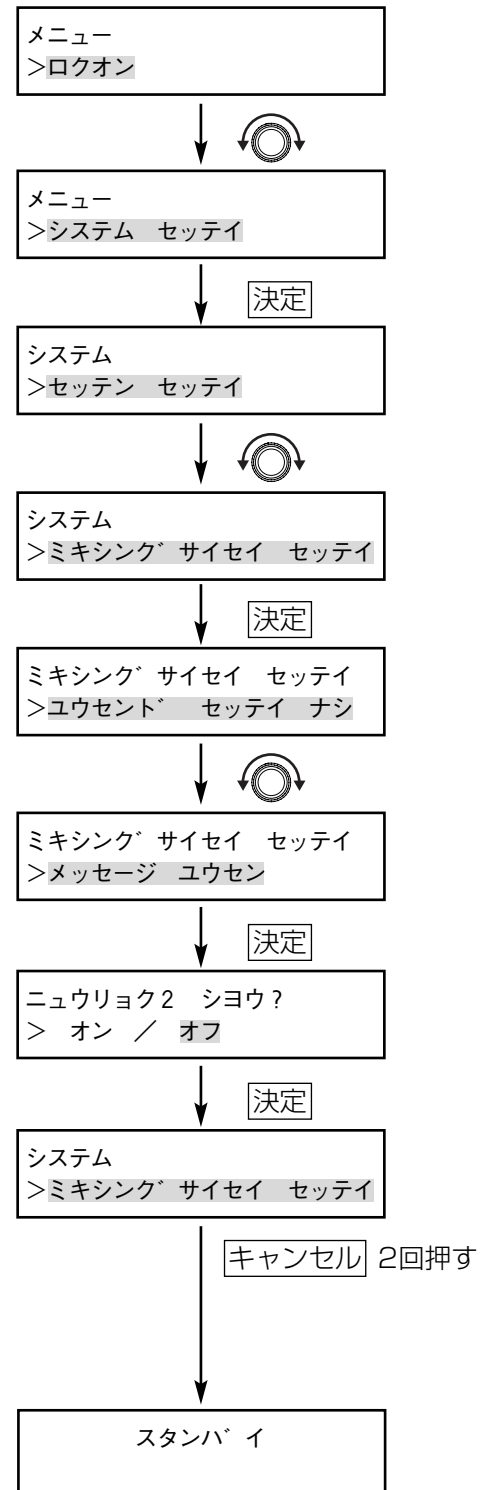 メニュー
＞ロクオン
メニュー
＞システム　セッテイ
決定
システム
＞セッテン　セッテイ
システム
＞ミキシング゛サイセイ　セッテイ
決定
ミキシング゛サイセイ　セッテイ
＞ユウセンド゛　セッテイ　ナシ
ミキシング゛サイセイ　セッテイ
＞メッセージ　ユウセン
決定
ニュウリョク２　シヨウ？
＞　オン　／　オフ
決定
システム
＞ミキシング゛サイセイ　セッテイ
キャンセル 2回押す
スタンハ゛イ